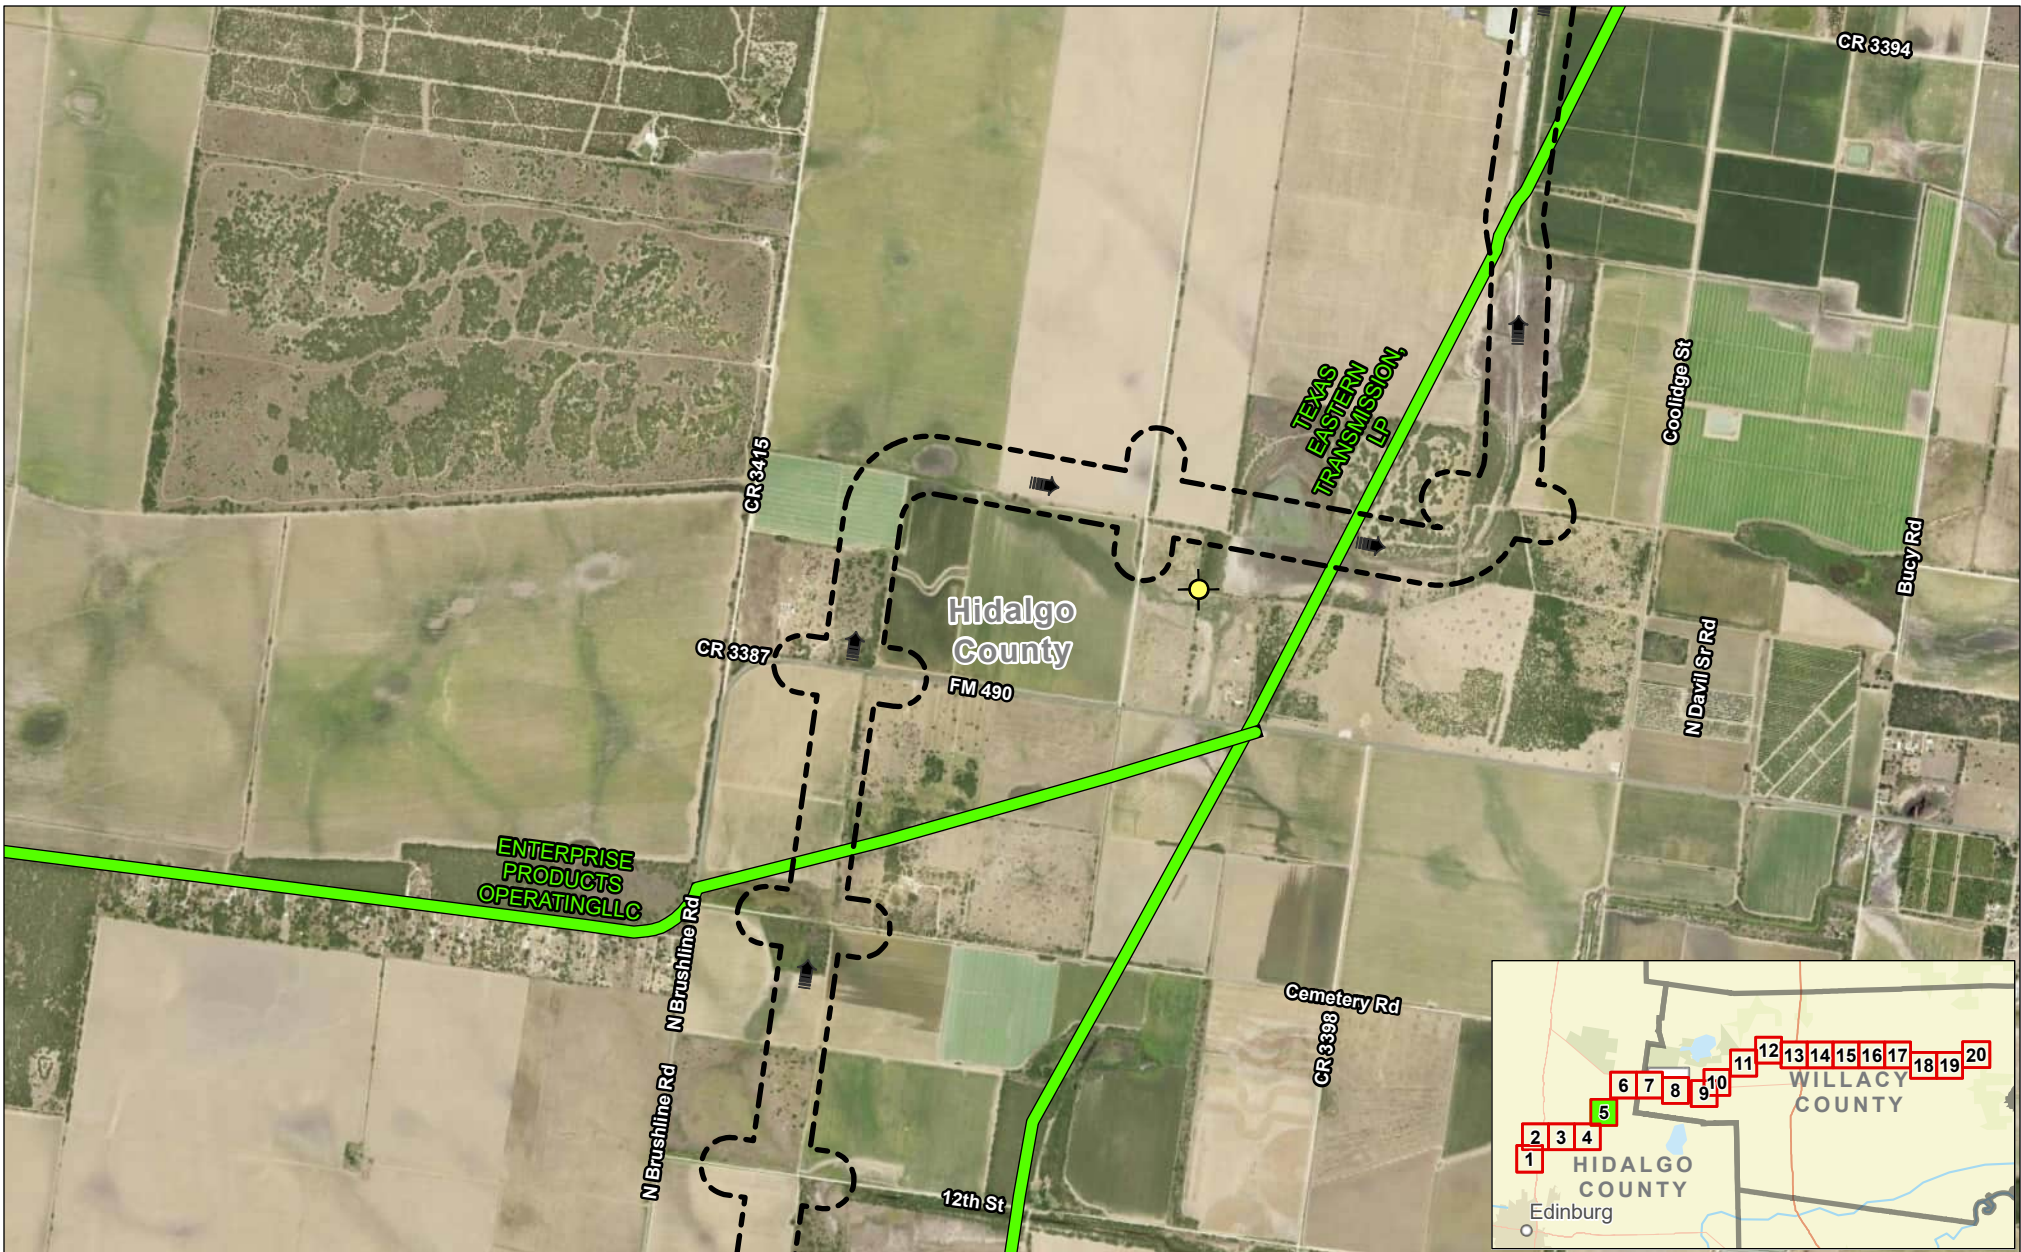 CR 3394
TEXAS
EASTERN
TRANSMISSION,
LP
Coolidge St
CR 3415
Bucy Rd
Hidalgo
County
CR 3387
FM 490
N Davil Sr Rd
ENTERPRISE
PRODUCTS
OPERATINGLLC
N Brushline Rd
Cemetery Rd
CR 3398
N Brushline Rd
12th St
1
2
3
4
5
6
7
8
9
10
11
12
13
14
15
16
17
18
19
20
WILLACY
COUNTY
HIDALGO
COUNTY
Edinburg